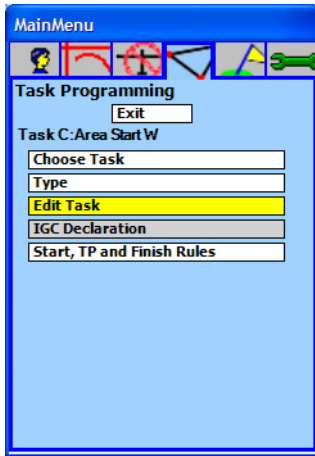 MainMenu
Task Programming
Exit
Task C:Area Start W
Choose Task
Type
Edit Task
IGC Declaration
Start, TP and Finish Rules